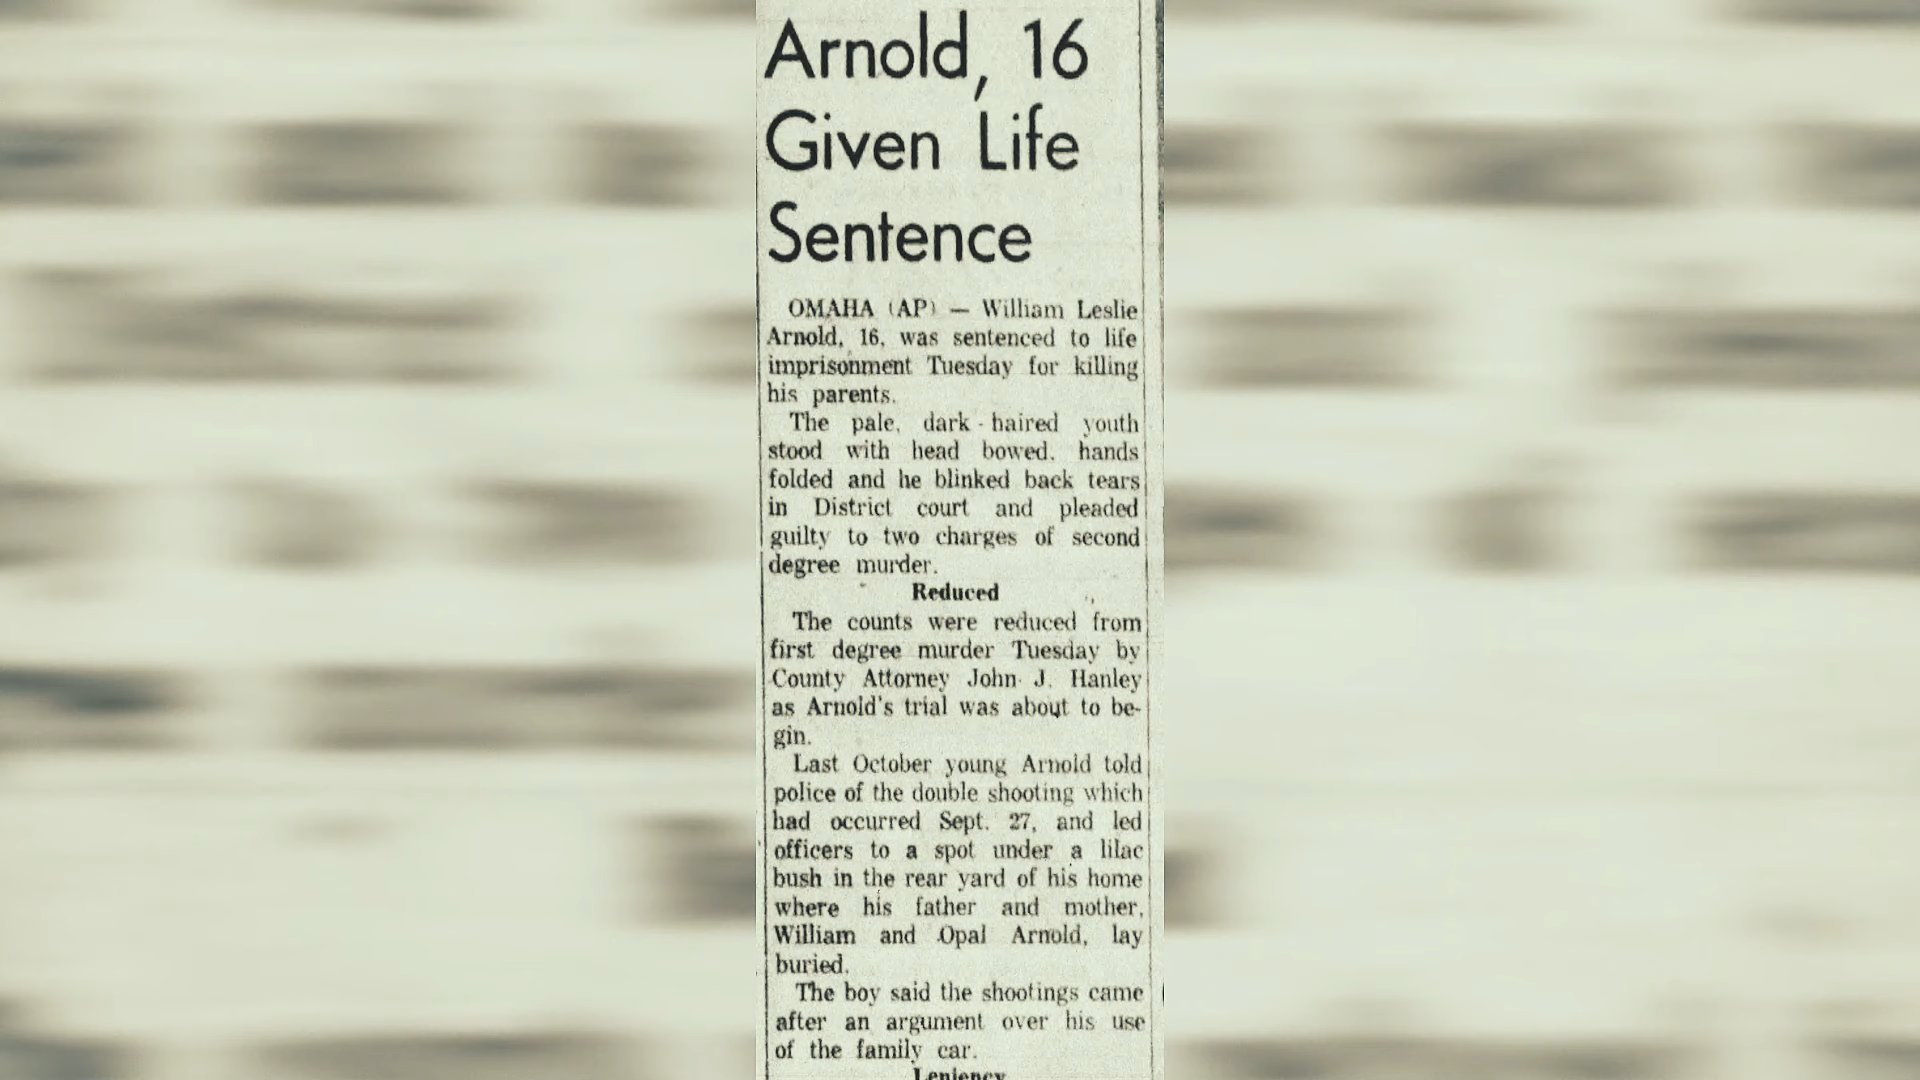 Arnold, 16
Given Life
Sentence
OMAHA (AP) — William Leslie
Arnold, 16, was sentenced to life
imprisonment Tuesday for killing
his parents.
The pale, dark - haired youth
stood with head bowed, hands
folded and he blinked back tears
in District court and pleaded
guilty to two charges of second
degree murder.
Reduced
The counts were reduced from
first degree murder Tuesday by
County Attorney John J. Hanley
as Arnold's trial was about to be-
gin.
Last October young Arnold told
police of the double shooting which
had occurred Sept. 27, and led
officers to a spot under a lilac
bush in the rear yard of his home
where his father and mother,
William and Opal Arnold, lay
buried.
The boy said the shootings came
after an argument over his use
of the family car.
Leniency